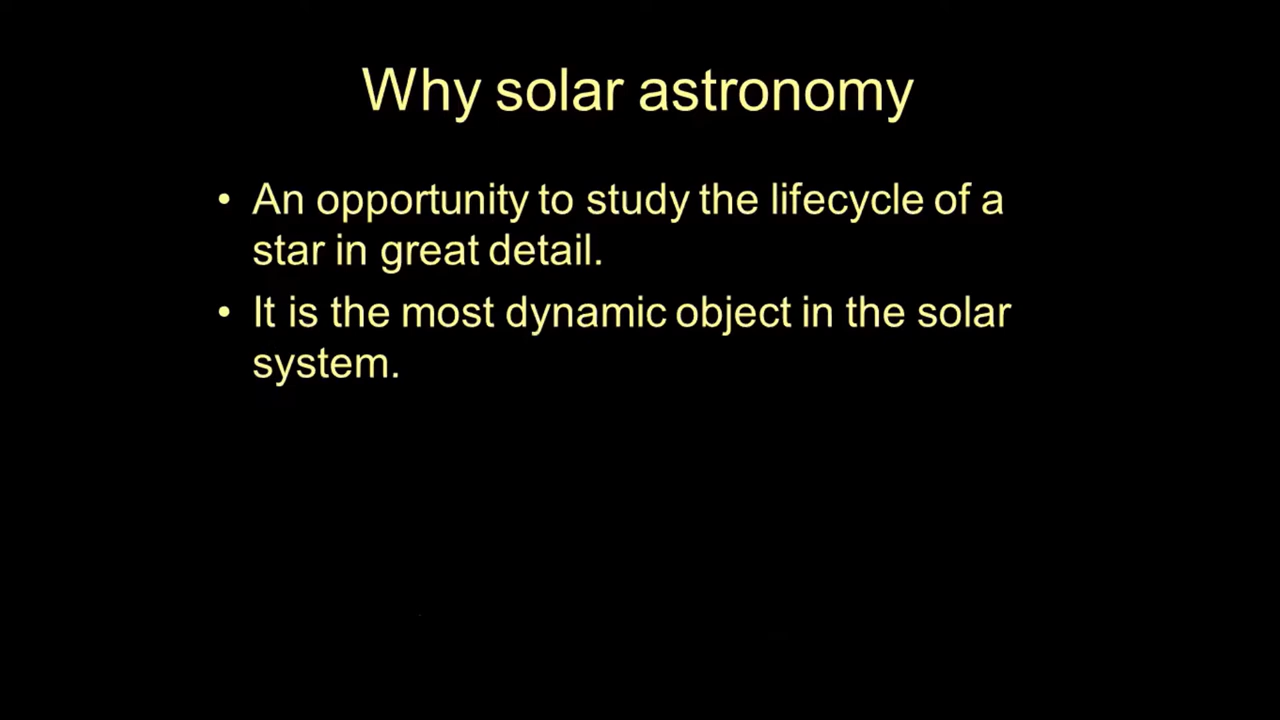 Why solar astronomy
• An opportunity to study the lifecycle of a
star in great detail.
• It is the most dynamic object in the solar
system.